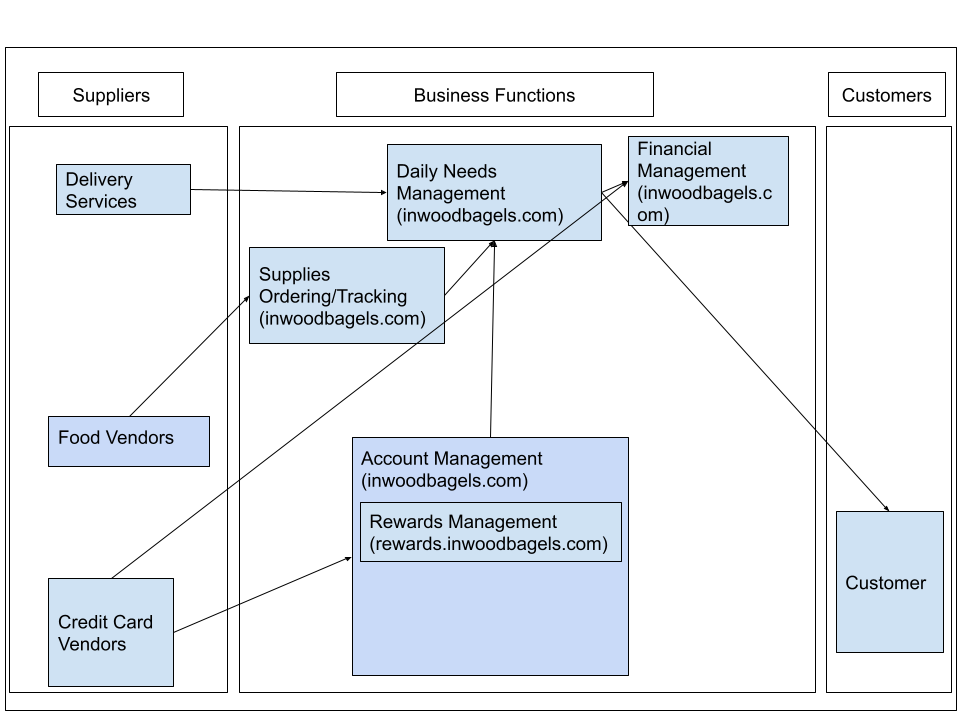 Suppliers
Business Functions
Customers
Delivery
Services
Daily Needs
Management
(inwoodbagels.com)
Financial
Management
(inwoodbagels.c
om)
Supplies
Ordering/Tracking
(inwoodbagels.com)
Food Vendors
Account Management
(inwoodbagels.com)
Rewards Management
(rewards.inwoodbagels.com)
Credit Card
Vendors
Customer